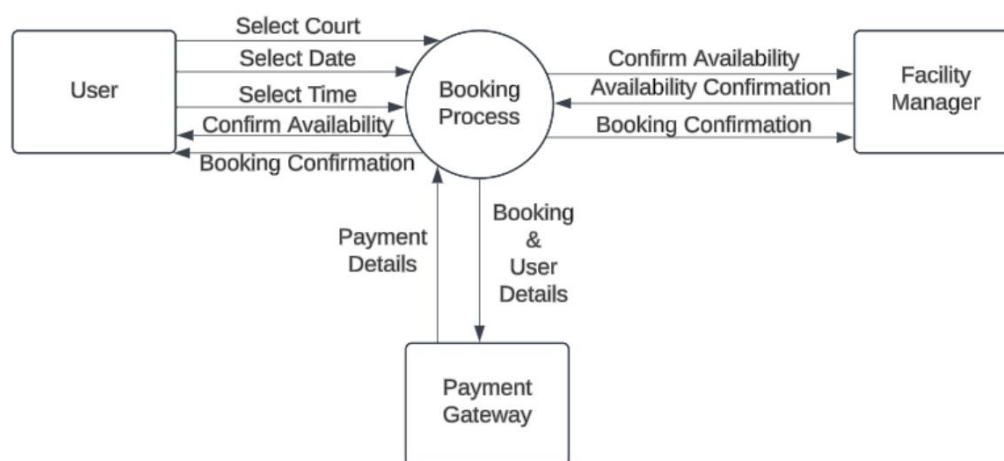 Select Court
Select Date
Select Time
Confirm Availability
Booking Confirmation
User
Booking
Process
Confirm Availability
Availability Confirmation
Booking Confirmation
Facility
Manager
Payment
Details
Booking
&
User
Details
Payment
Gateway